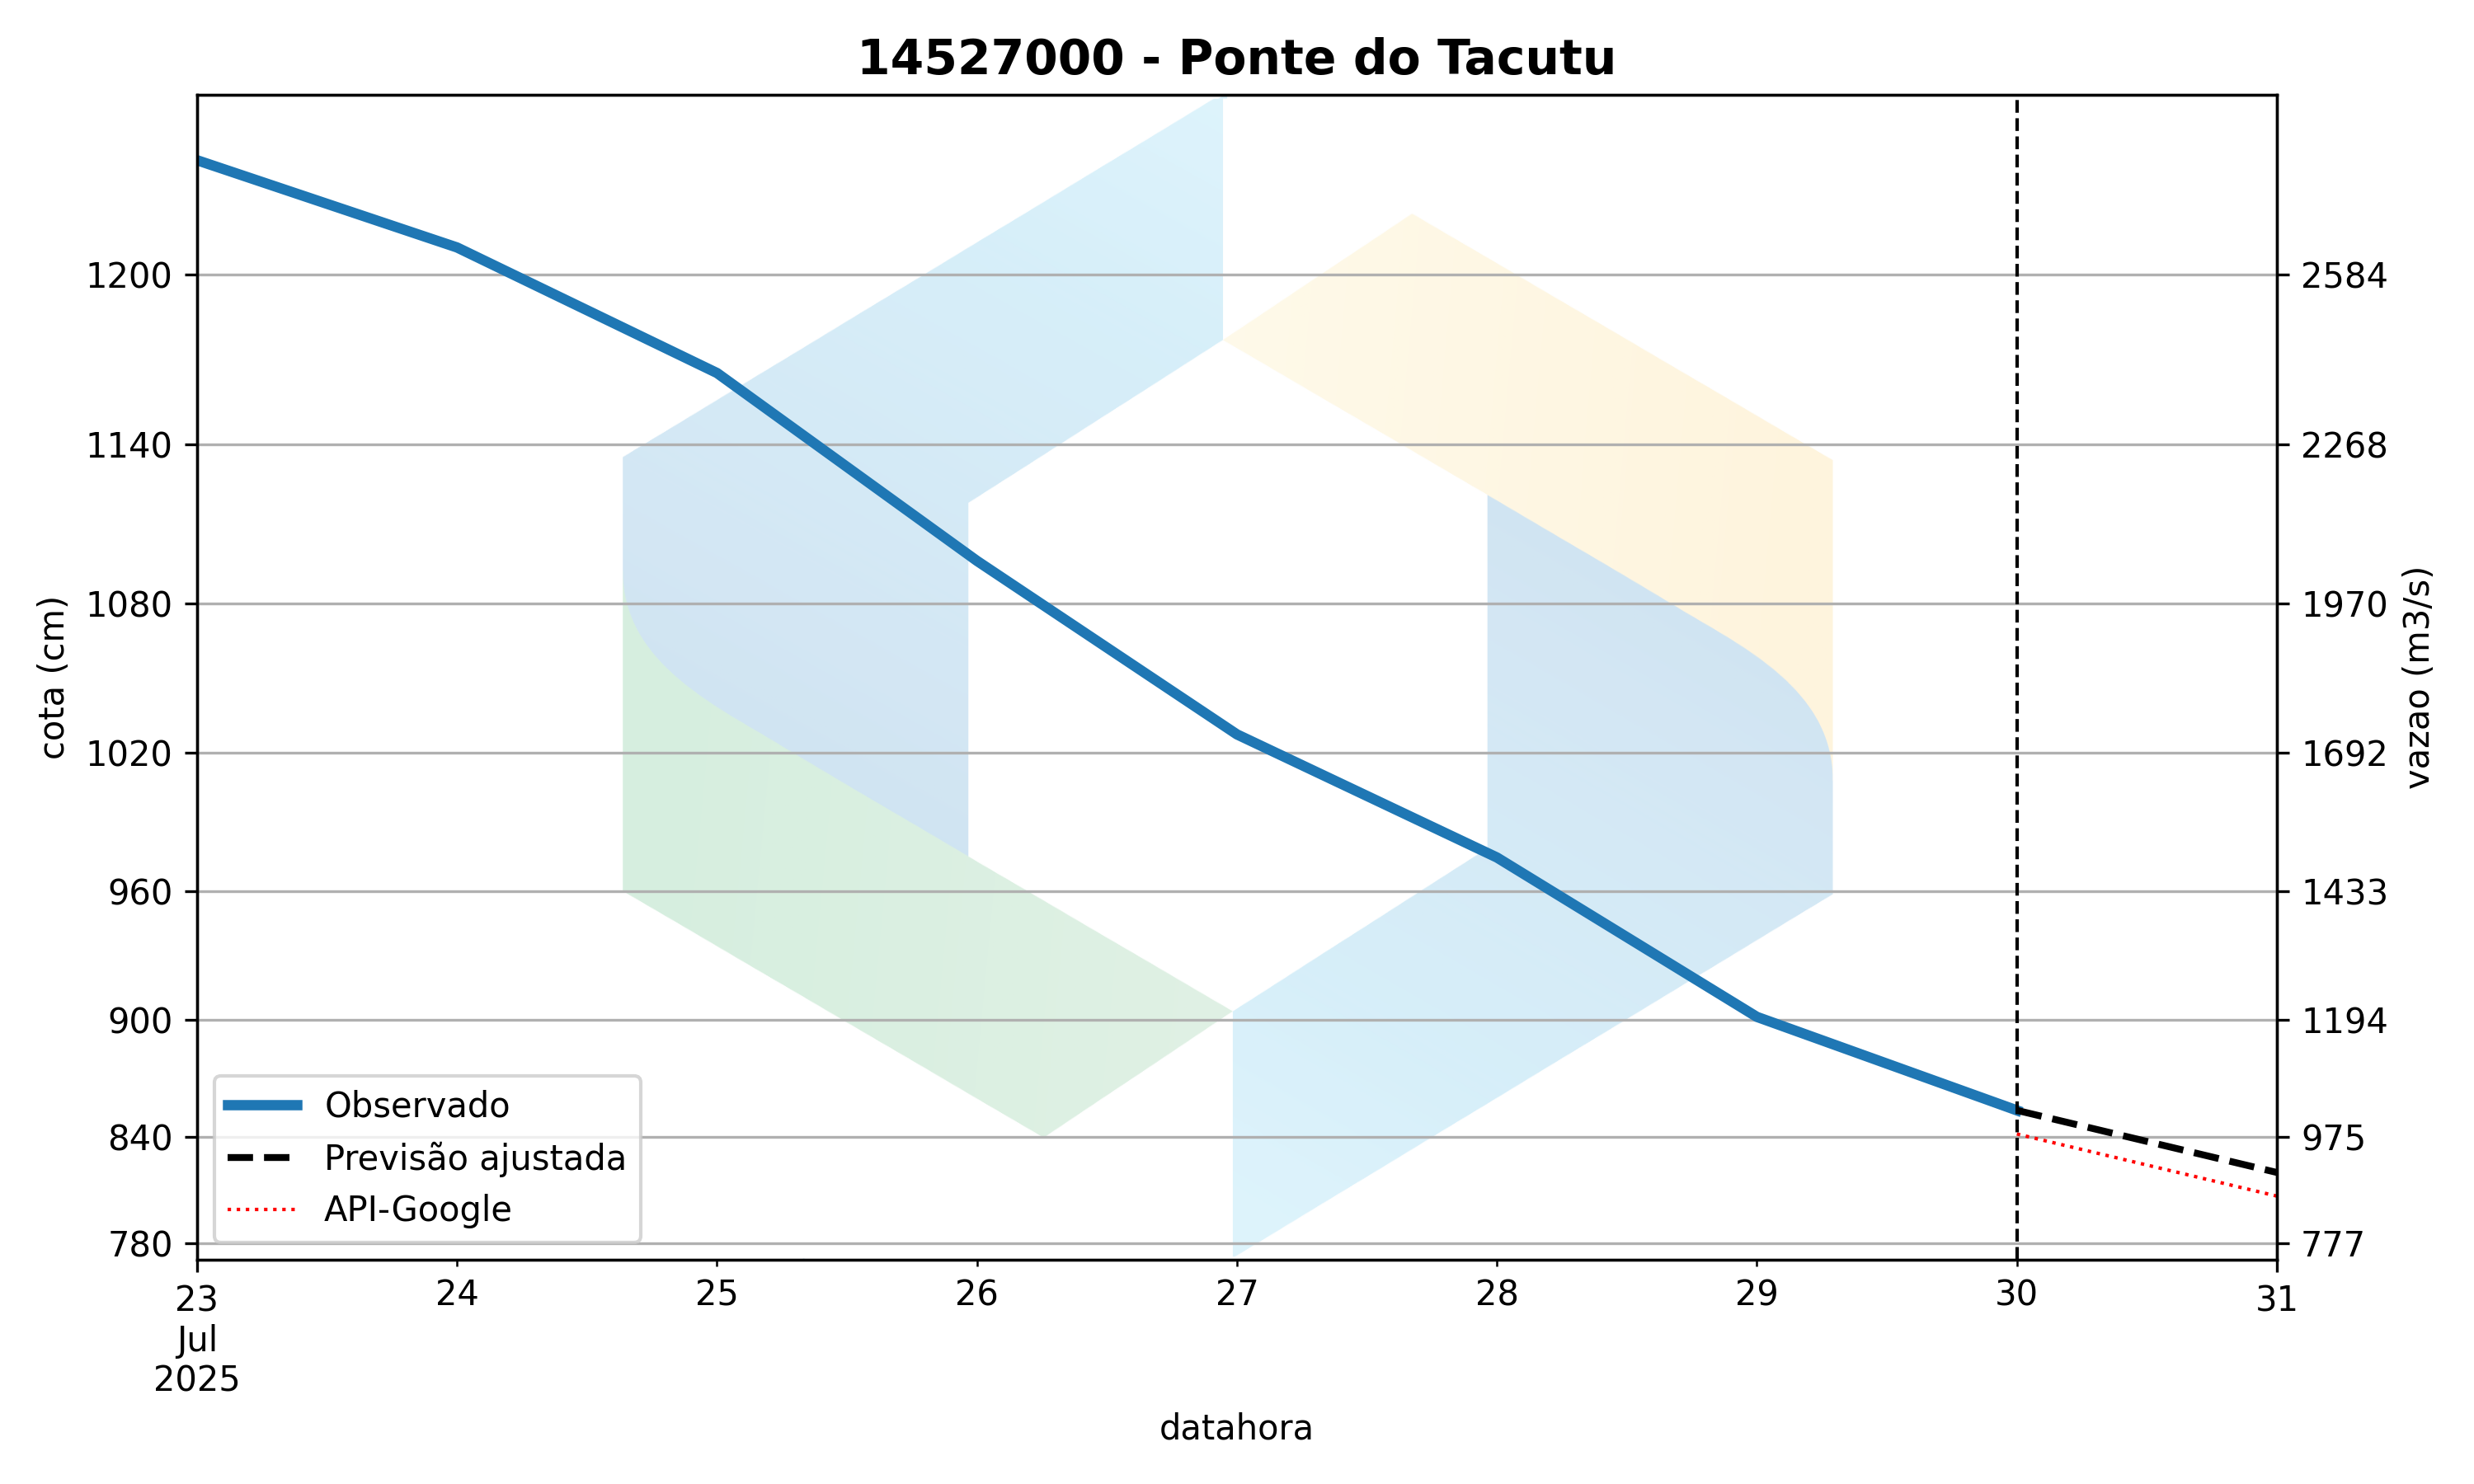 14527000 - Ponte do Tacutu
cota (cm)
1200
1140
1080
1020
960
900
840
780
2584
2268
1970
1692
1433
1194
975
777
vazao (m3/s)
Observado
Previsão ajustada
API-Google
23 24 25 26 27 28 29 30 31
Jul
2025
datahora